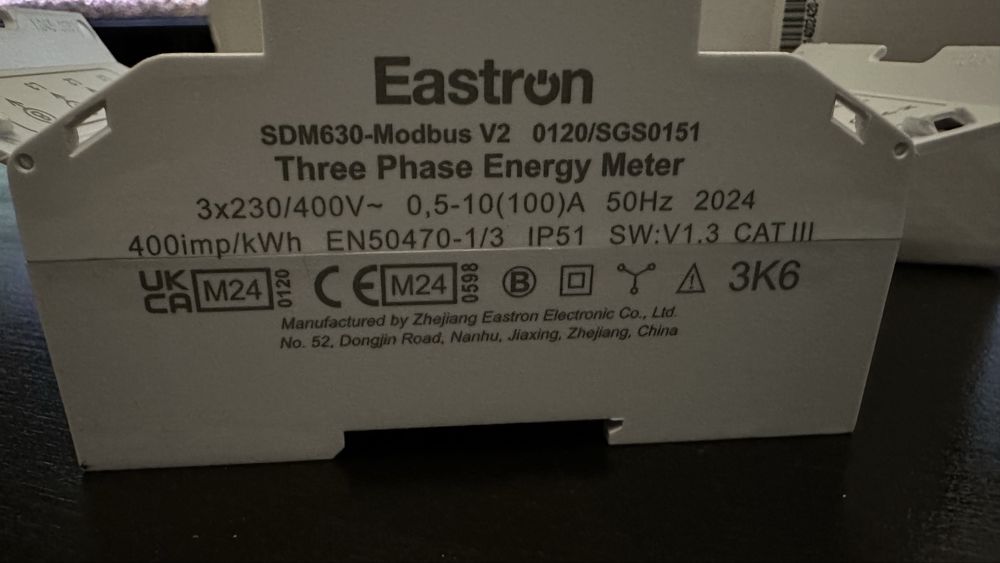 Eastron
SDM630-Modbus V2 0120/SGS0151
Three Phase Energy Meter
3x230/400V~ 0,5-10(100)A 50Hz 2024
400imp/kWh EN50470-1/3 IP51 SW:V1.3 CAT III
UK CA M24 0120 CE M24 0598 B 3K6
Manufactured by Zhejiang Eastron Electronic Co., Ltd.
No. 52, Dongjin Road, Nanhu, Jiaxing, Zhejiang, China